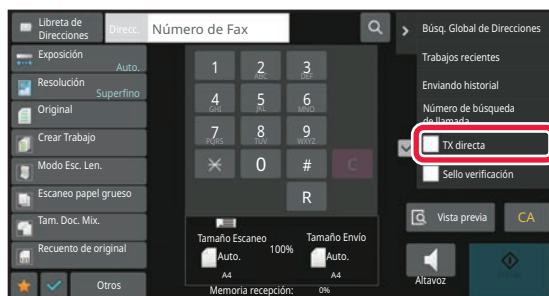 Libreta de
Direcciones
Direcc.
Número de Fax
Exposición
Auto.
Resolución
Superfino
Original
Crear Trabajo
Modo Esc. Len.
Escaneo papel
grueso
Tam. Doc. Mix.
Recuento de
original
Otros
1
2
ABC
3
DEF
4
GHI
5
JKL
6
MNO
7
PQRS
8
TUV
9
WXYZ
0
#
C
R
Tamaño Escaneo
100%
Tamaño Envío
Auto.
Auto.
A4
A4
Memoria recepción:
0%
Búsq. Global de Direcciones
Trabajos recientes
Enviando historial
Número de búsqueda
de llamada
TX directa
Sello verificación
Vista previa
CA
Altavoz